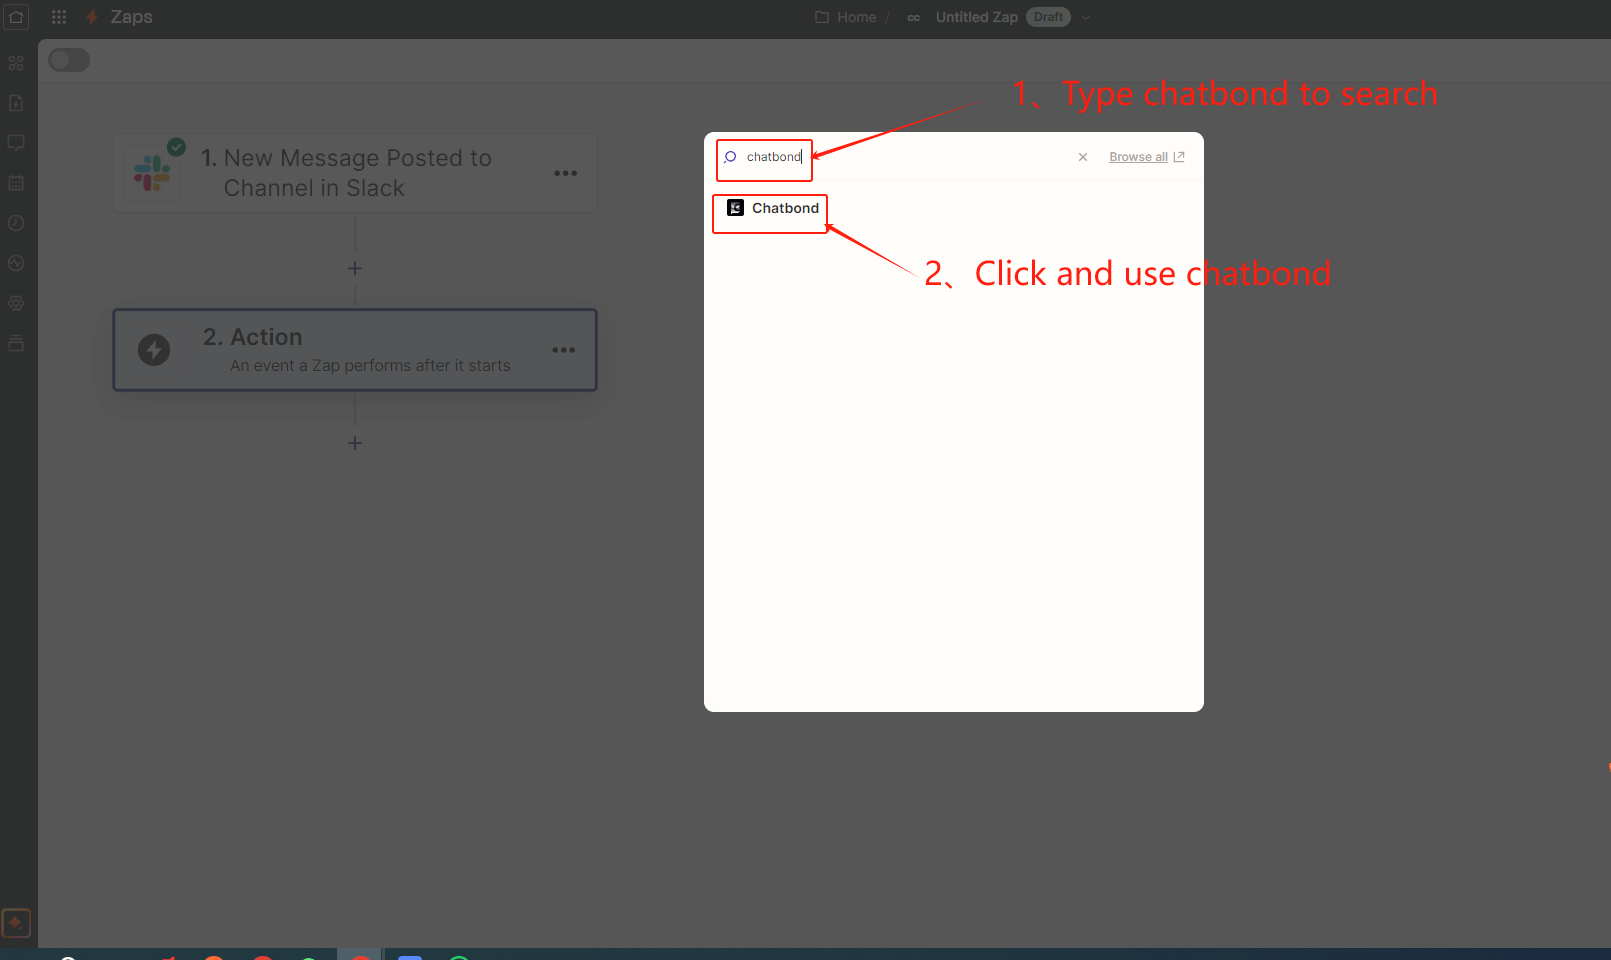 Zaps
Home / cc Untitled Zap Draft
1、Type chatbond to search
chatbond
Browse all
1. New Message Posted to
Channel in Slack
Chatbond
2、Click and use chatbond
2. Action
An event a Zap performs after it starts